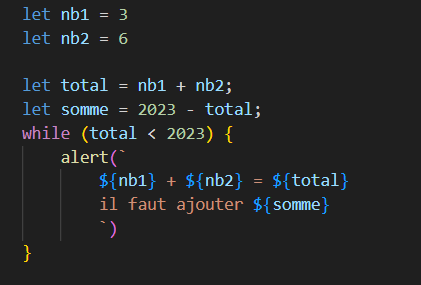 let nb1 = 3
let nb2 = 6

let total = nb1 + nb2;
let somme = 2023 - total;
while (total < 2023) {
    alert(`
        ${nb1} + ${nb2} = ${total}
        il faut ajouter ${somme}
        `)
}